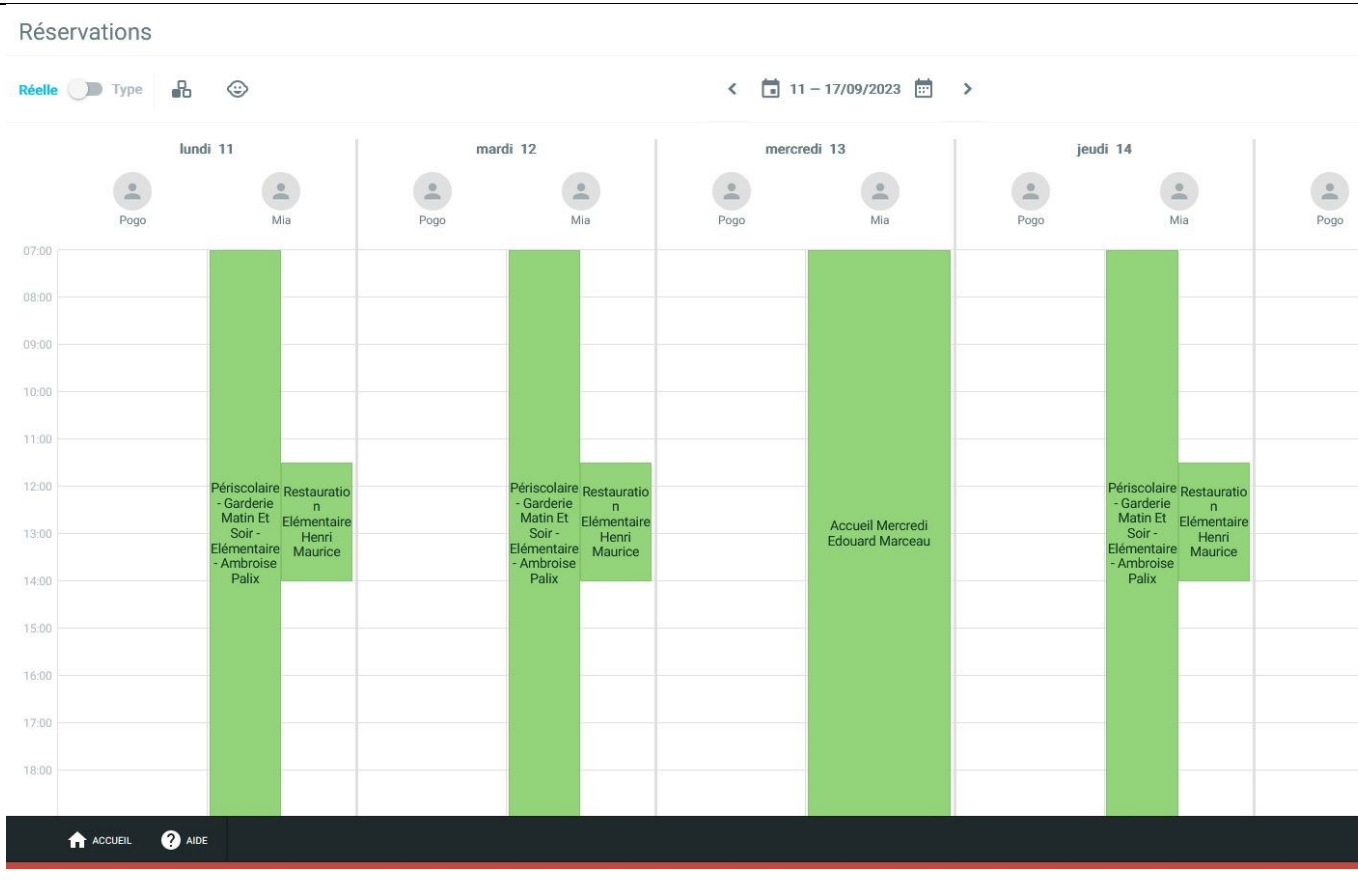 Réservations
Réelle Type
11 – 17/09/2023
lundi 11 mardi 12 mercredi 13 jeudi 14
Pogo Mia Pogo Mia Pogo Mia Pogo Mia Pogo
07:00
08:00
09:00
10:00
11:00
12:00
13:00
14:00
15:00
16:00
17:00
18:00
Périscolaire
- Garderie
Matin Et
Soir -
Elémentaire
- Ambroise
Palix
Restauratio
n
Elémentaire
Henri
Maurice
Périscolaire
- Garderie
Matin Et
Soir -
Elémentaire
- Ambroise
Palix
Restauratio
n
Elémentaire
Henri
Maurice
Accueil Mercredi
Edouard Marceau
Périscolaire
- Garderie
Matin Et
Soir -
Elémentaire
- Ambroise
Palix
Restauratio
n
Elémentaire
Henri
Maurice
ACCUEIL ? AIDE